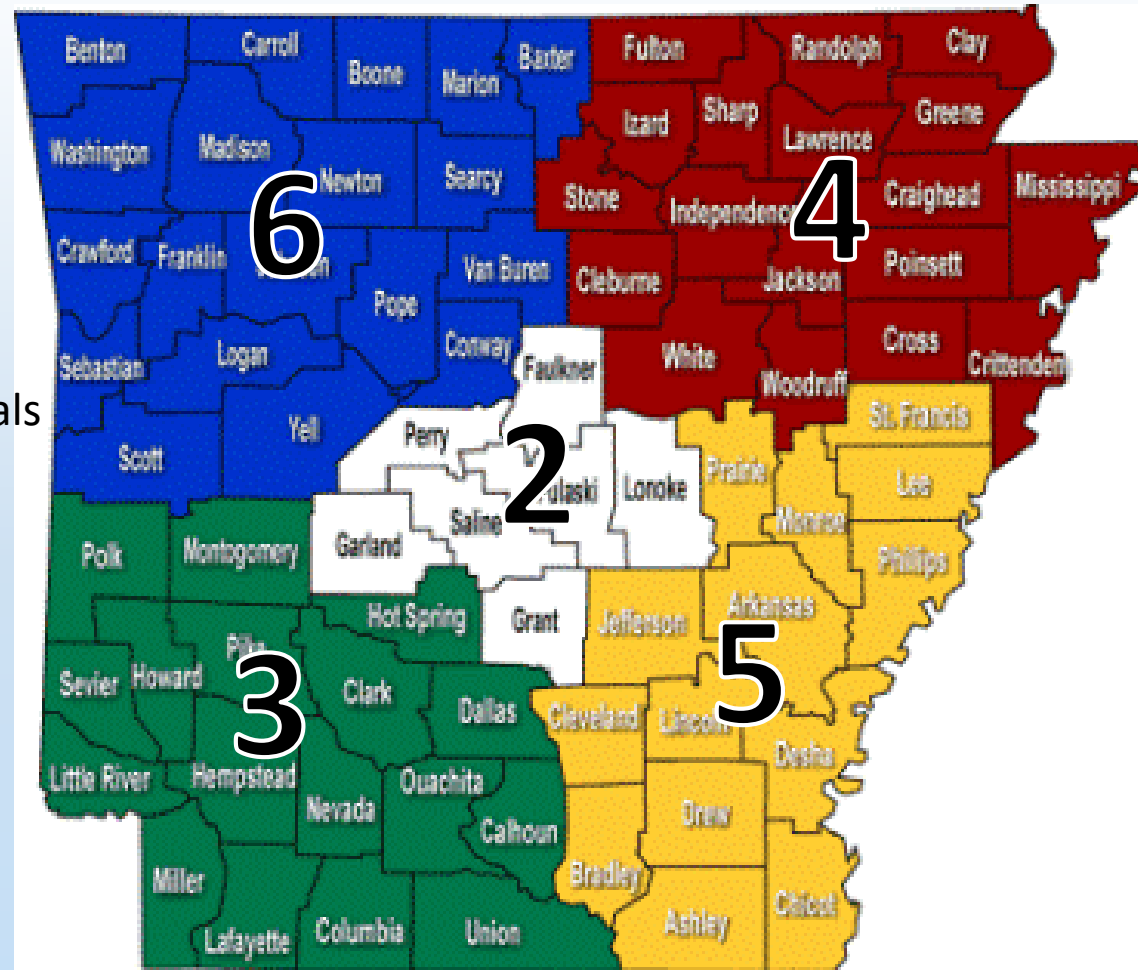 Benton
Carroll
Boone
Marion
Baxter
Fulton
Randolph
Clay
Izard
Sharp
Greene
Lawrence
Washington
Madison
Newton
Searcy
Stone
Independence
Craighead
Mississippi
6
4
Crawford
Franklin
Van Buren
Cleburne
Jackson
Poinsett
Pope
Sebastian
Logan
Conway
Faulkner
White
Woodruff
Cross
Crittenden
als
Scott
Yell
Perry
2
Pulaski
Lonoke
Prairie
St. Francis
Lee
Saline
Garland
Monroe
Phillips
Polk
Montgomery
Hot Spring
Grant
Jefferson
Arkansas
Pike
Sevier
Howard
3
Clark
Dallas
Cleveland
Lincoln
5
Desha
Little River
Hempstead
Nevada
Ouachita
Calhoun
Drew
Miller
Bradley
Chicot
Lafayette
Columbia
Union
Ashley